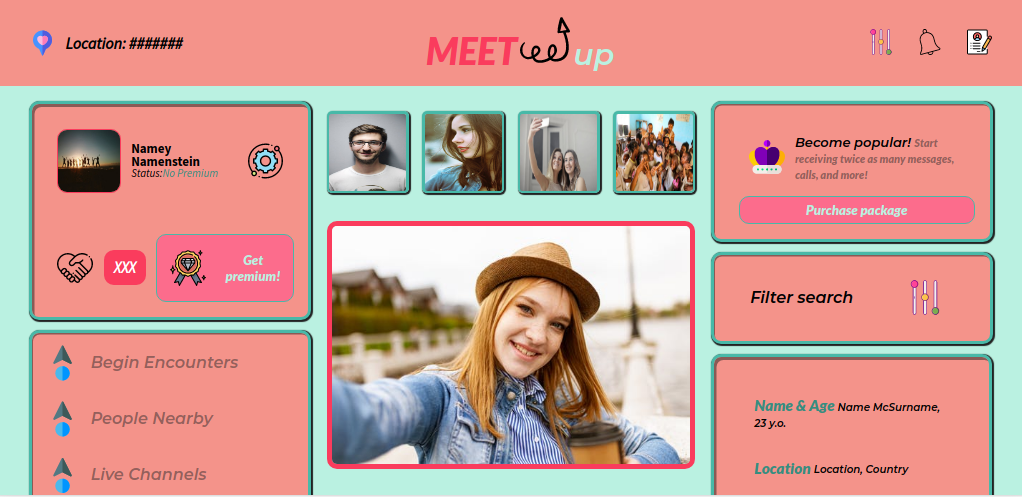 Location: #######
MEET up
Namey
Namenstein
Status:No Premium
XXX
Get
premium!
Begin Encounters
People Nearby
Live Channels
Become popular! Start
receiving twice as many messages,
calls, and more!
Purchase package
Filter search
Name & Age Name McSurname,
23 y.o.
Location Location, Country